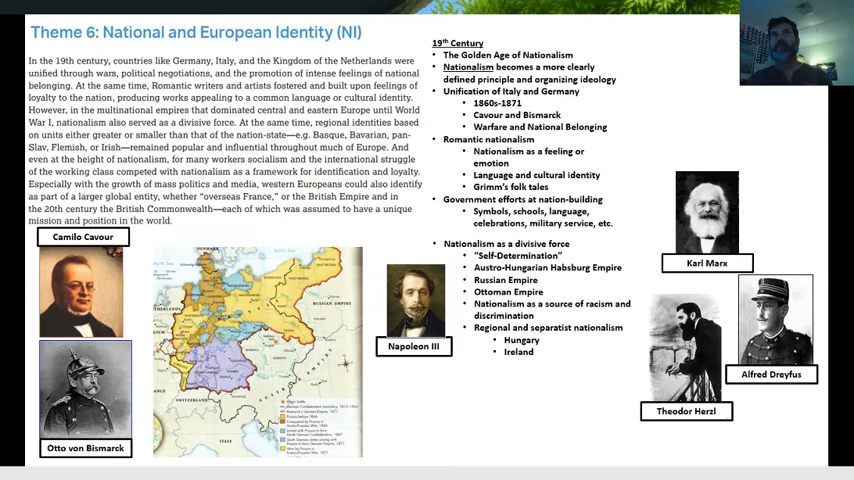 Theme 6: National and European Identity (NI)
In the 19th century, countries like Germany, Italy, and the Kingdom of the Netherlands were
unified through wars, political negotiations, and the promotion of intense feelings of national
belonging. At the same time, Romantic writers and artists fostered and built upon feelings of
loyalty to the nation, producing works appealing to a common language or cultural identity.
However, in the multinational empires that dominated central and eastern Europe until World
War I, nationalism also served as a divisive force. At the same time, regional identities based
on units either greater or smaller than that of the nation-state—e.g. Basque, Bavarian, pan-
Slav, Flemish, or Irish—remained popular and influential throughout much of Europe. And
even at the height of nationalism, for many workers socialism and the international struggle
of the working class competed with nationalism as a framework for identification and loyalty.
Especially with the growth of mass politics and media, western Europeans could also identify
as part of a larger global entity, whether “overseas France,” or the British Empire and in
the 20th century the British Commonwealth—each of which was assumed to have a unique
mission and position in the world.
Camilo Cavour
Otto von Bismarck
RUSSIAN EMPIRE
SWITZERLAND
ITALY
19th Century
• The Golden Age of Nationalism
• Nationalism becomes a more clearly
defined principle and organizing ideology
• Unification of Italy and Germany
• 1860s-1871
• Cavour and Bismarck
• Warfare and National Belonging
• Romantic nationalism
• Nationalism as a feeling or
emotion
• Language and cultural identity
• Grimm’s folk tales
• Government efforts at nation-building
• Symbols, schools, language,
celebrations, military service, etc.
• Nationalism as a divisive force
• “Self-Determination”
• Austro-Hungarian Habsburg Empire
• Russian Empire
• Ottoman Empire
• Nationalism as a source of racism and
discrimination
• Regional and separatist nationalism
• Hungary
• Ireland
Napoleon III
Karl Marx
Alfred Dreyfus
Theodor Herzl